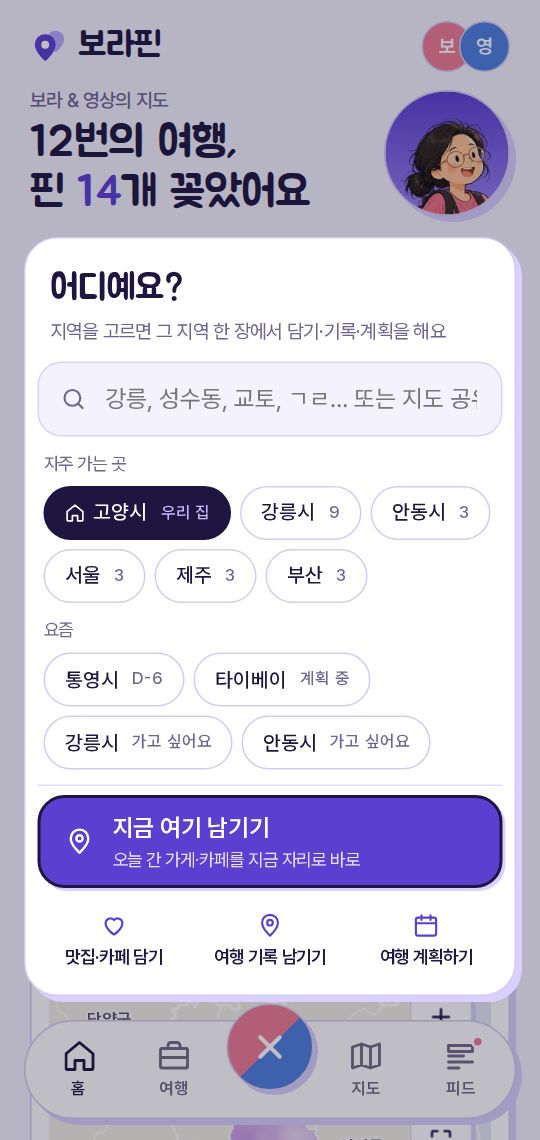 보라핀
보 영
보라 & 영상의 지도
12번의 여행,
핀 14개 꽂았어요
어디예요?
지역을 고르면 그 지역 한 장에서 담기·기록·계획을 해요
강릉, 성수동, 교토, ㄱㄹ... 또는 지도 공유
자주 가는 곳
고양시 우리 집 강릉시 9 안동시 3
서울 3 제주 3 부산 3
요즘
통영시 D-6 타이베이 계획 중
강릉시 가고 싶어요 안동시 가고 싶어요
지금 여기 남기기
오늘 간 가게·카페를 지금 자리로 바로
맛집·카페 담기 여행 기록 남기기 여행 계획하기
홈 여행 지도 피드